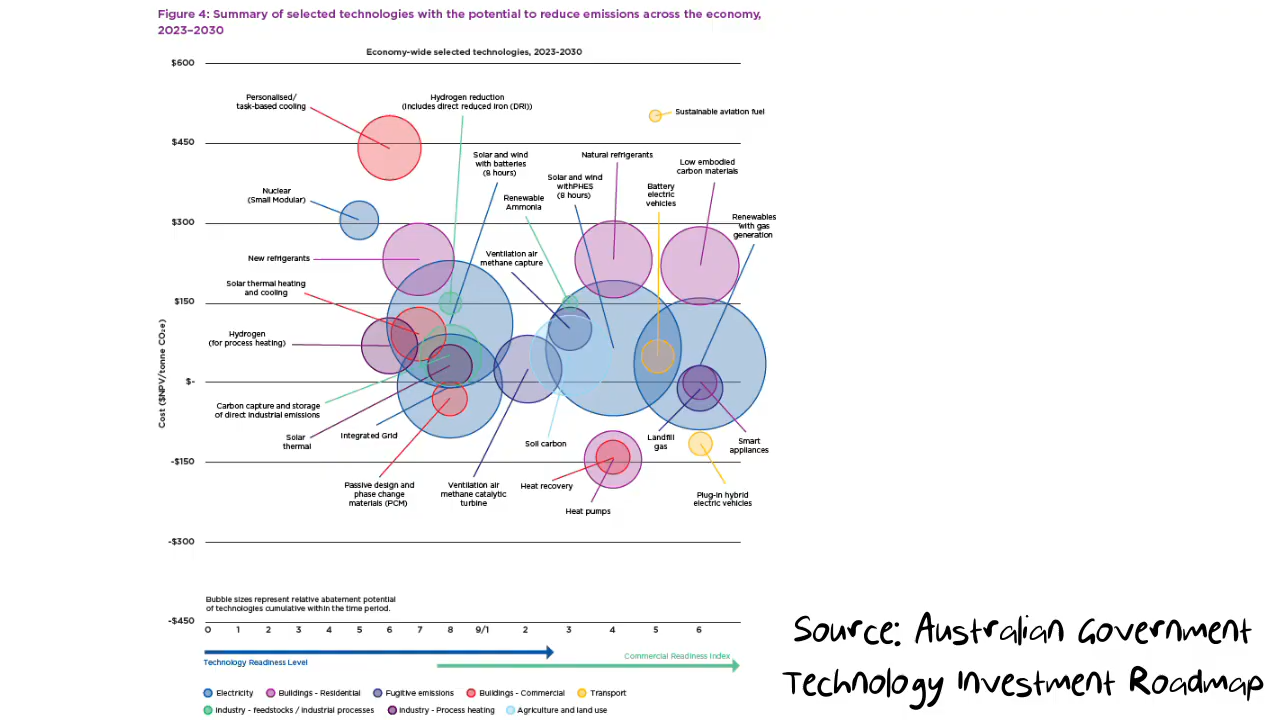 Figure 4: Summary of selected technologies with the potential to reduce emissions across the economy,
2023–2030
Economy-wide selected technologies, 2023-2030
$600
$450
$300
$150
$-
-$150
-$300
-$450
Cost ($NPV/tonne CO₂e)
Personalised/
task-based cooling
Hydrogen reduction
(includes direct reduced iron (DRI))
Sustainable aviation fuel
Solar and wind
with batteries
(8 hours)
Natural refrigerants
Low embodied
carbon materials
Nuclear
(Small Modular)
Renewable
Ammonia
Solar and wind
withPHES
(8 hours)
Battery
electric
vehicles
Renewables
with gas
generation
New refrigerants
Ventilation air
methane capture
Solar thermal heating
and cooling
Hydrogen
(for process heating)
Carbon capture and storage
of direct industrial emissions
Solar
thermal
Integrated Grid
Soil carbon
Landfill
gas
Smart
appliances
Passive design and
phase change
materials (PCM)
Ventilation air
methane catalytic
turbine
Heat recovery
Heat pumps
Plug-in hybrid
electric vehicles
Bubble sizes represent relative abatement potential
of technologies cumulative within the time period.
0 1 2 3 4 5 6 7 8 9/1 2 3 4 5 6
Technology Readiness Level
Commercial Readiness Index
Electricity
Buildings - Residential
Fugitive emissions
Buildings - Commercial
Transport
Industry - feedstocks / Industrial processes
Industry - Process heating
Agriculture and land use
Source: Australian Government
Technology Investment Roadmap